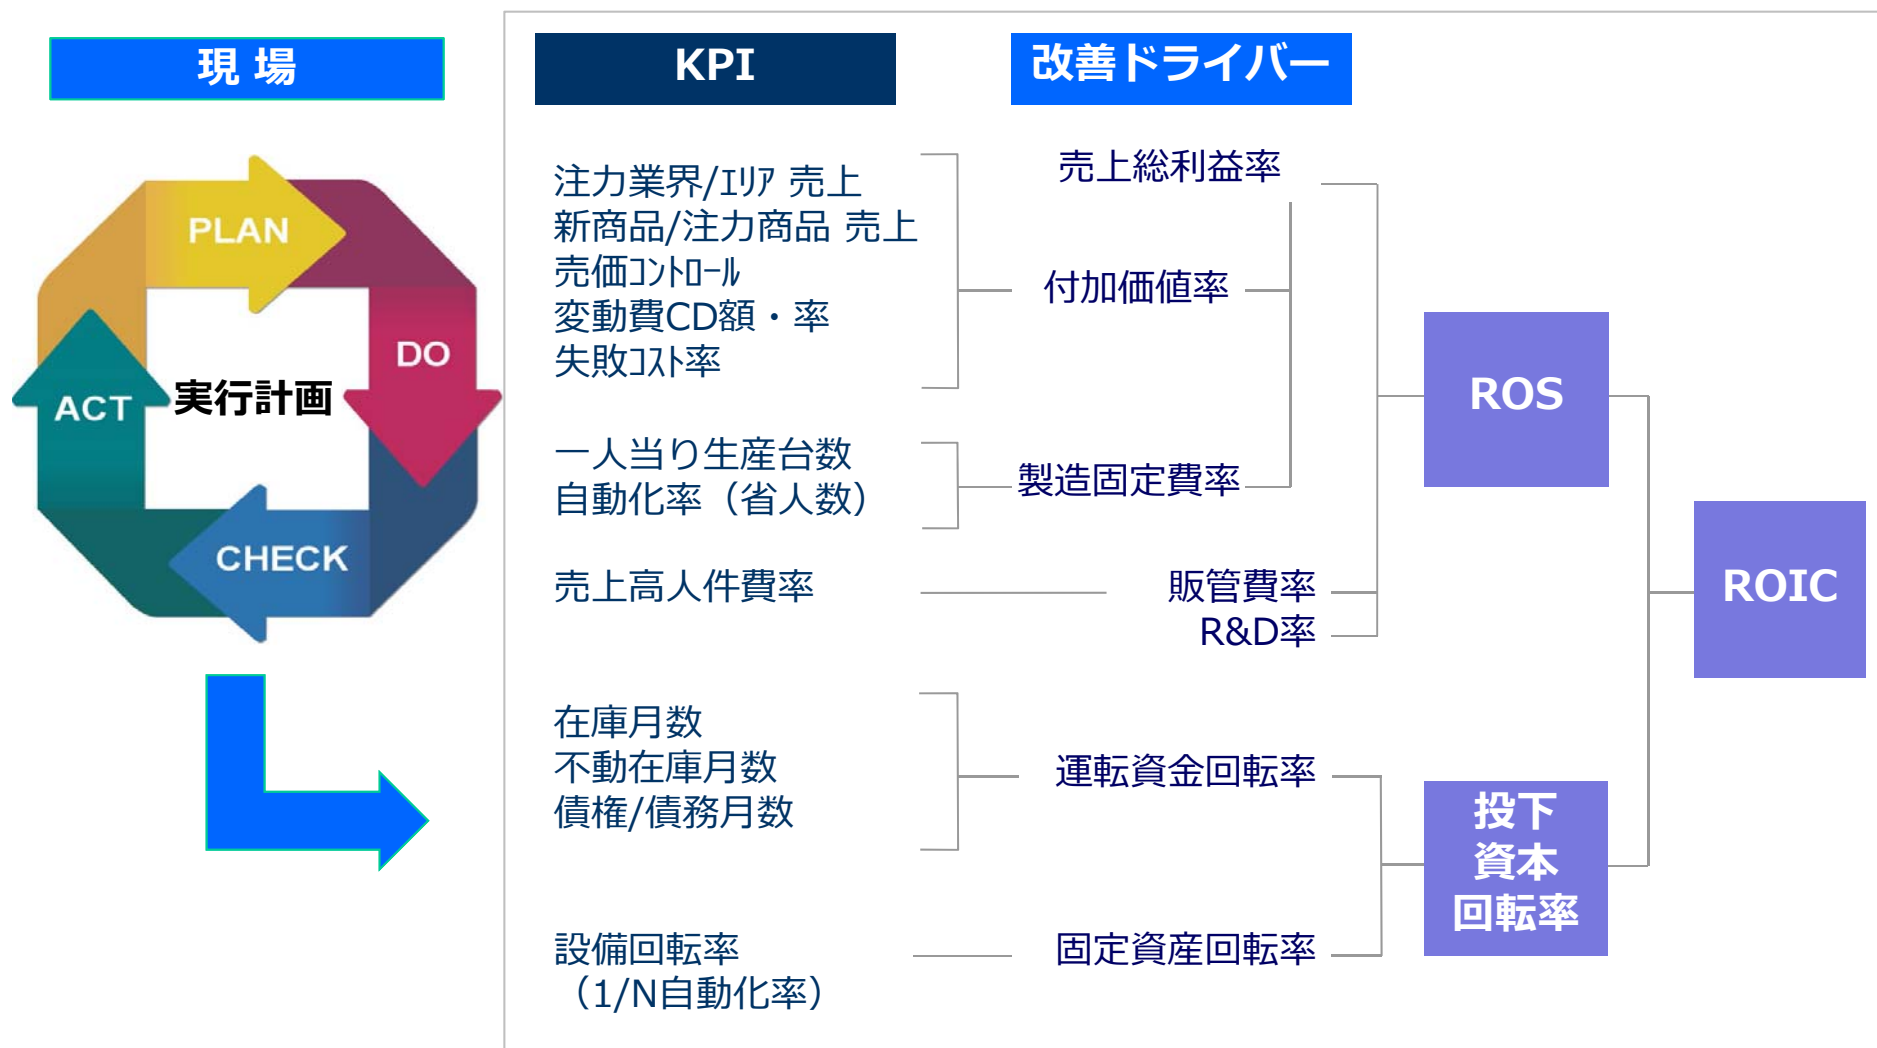 現 場
PLAN
DO
ACT
実行計画
CHECK
KPI
改善ドライバー
注力業界/ｴﾘｱ 売上
新商品/注力商品 売上
売価ｺﾝﾄﾛｰﾙ
変動費CD額・率
失敗ｺｽﾄ率
一人当り生産台数
自動化率（省人数）
売上高人件費率
在庫月数
不動在庫月数
債権/債務月数
設備回転率
（1/N自動化率）
売上総利益率
付加価値率
製造固定費率
販管費率
R&D率
運転資金回転率
固定資産回転率
ROS
投下
資本
回転率
ROIC